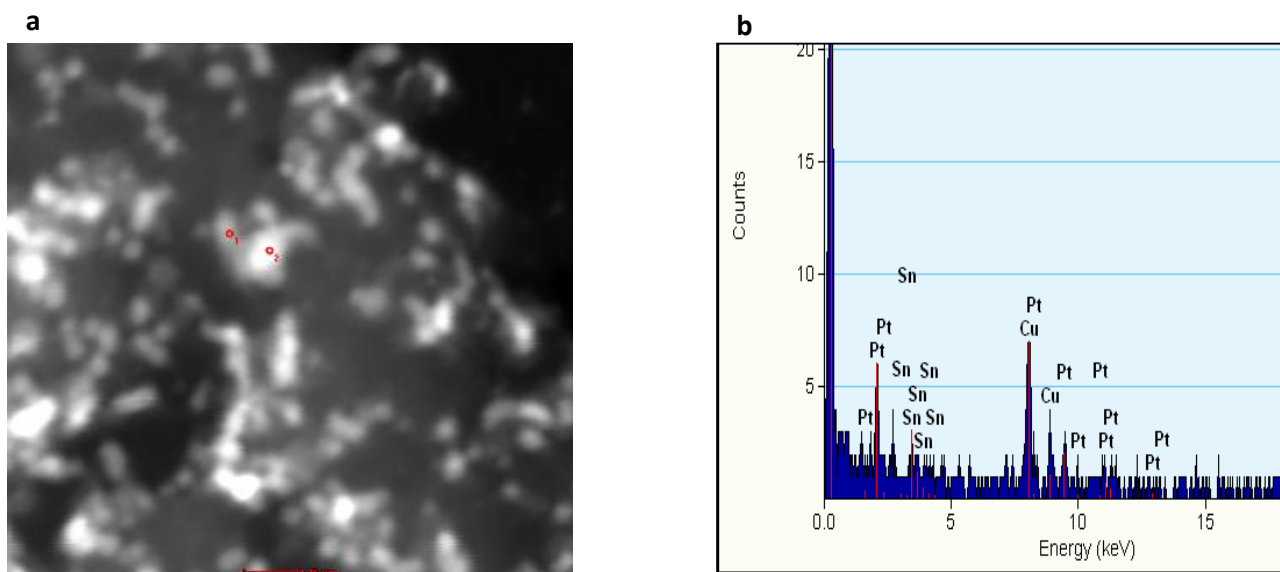 a
b
1
2
20
15
10
5
Counts
Sn
Pt
Pt
Cu
Pt
Sn Sn
Pt Pt
Sn
Cu
Pt Sn Sn
Pt
Sn
Pt Pt
Pt
Pt
0.0 5 10 15
Energy (keV)